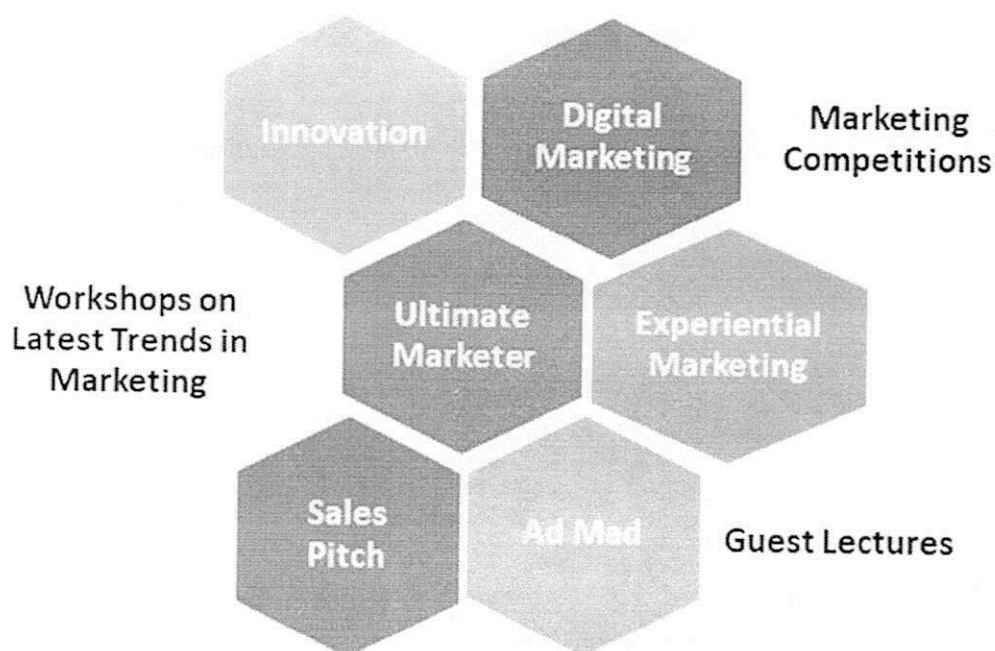 Innovation
Digital
Marketing
Marketing
Competitions
Workshops on
Latest Trends in
Marketing
Ultimate
Marketer
Experiential
Marketing
Sales
Pitch
Ad Mad
Guest Lectures